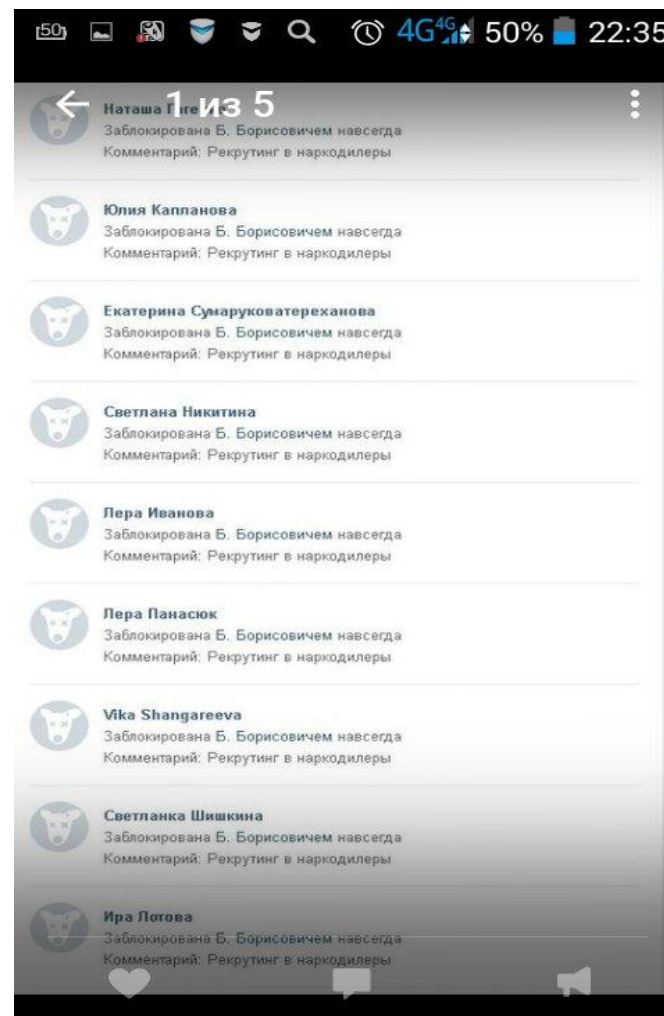 50
4G 4G 50% 22:35
1 из 5
Наташа
Заблокирована Б. Борисовичем навсегда
Комментарий: Рекрутинг в наркодилеры
Юлия Капланова
Заблокирована Б. Борисовичем навсегда
Комментарий: Рекрутинг в наркодилеры
Екатерина Сумаруковатереханова
Заблокирована Б. Борисовичем навсегда
Комментарий: Рекрутинг в наркодилеры
Светлана Никитина
Заблокирована Б. Борисовичем навсегда
Комментарий: Рекрутинг в наркодилеры
Лера Иванова
Заблокирована Б. Борисовичем навсегда
Комментарий: Рекрутинг в наркодилеры
Лера Панасюк
Заблокирована Б. Борисовичем навсегда
Комментарий: Рекрутинг в наркодилеры
Vika Shangareeva
Заблокирована Б. Борисовичем навсегда
Комментарий: Рекрутинг в наркодилеры
Светланка Шишкина
Заблокирована Б. Борисовичем навсегда
Комментарий: Рекрутинг в наркодилеры
Ира Лотова
Заблокирована Б. Борисовичем навсегда
Комментарий: Рекрутинг в наркодилеры